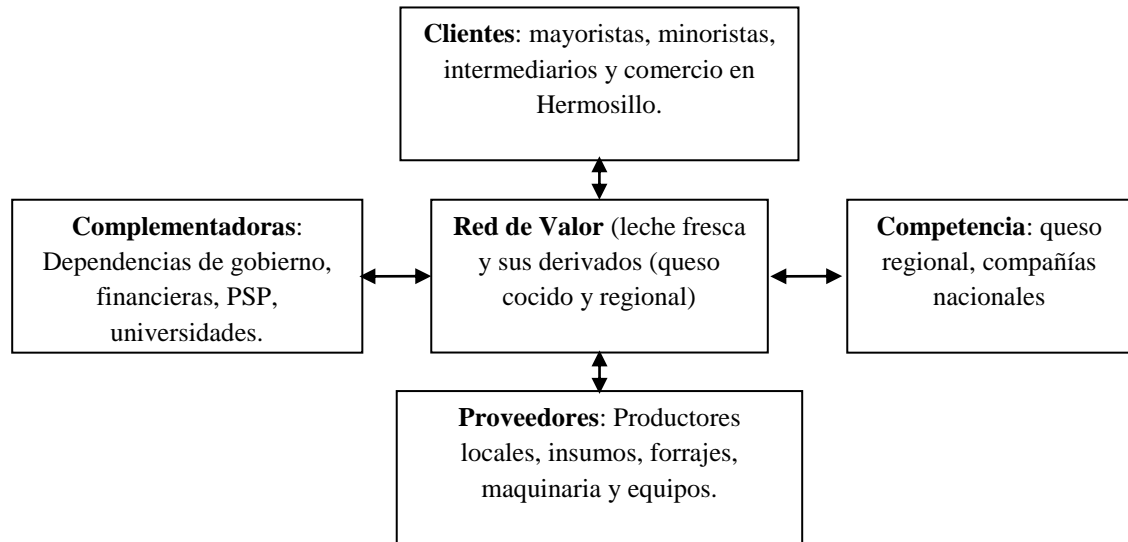 Clientes: mayoristas, minoristas,
intermediarios y comercio en
Hermosillo.
Complementadoras:
Dependencias de gobierno,
financieras, PSP,
universidades.
Red de Valor (leche fresca
y sus derivados (queso
cocido y regional)
Competencia: queso
regional, compañías
nacionales
Proveedores: Productores
locales, insumos, forrajes,
maquinaria y equipos.